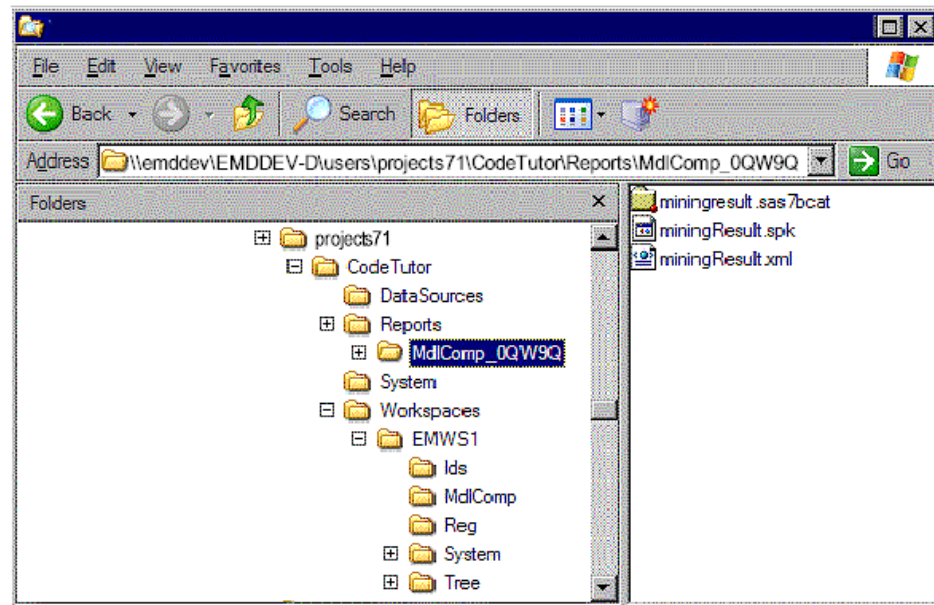 File Edit View Favorites Tools Help
Back Search Folders
Address \\emddev\EMDDEV-D\users\projects71\CodeTutor\Reports\MdlComp_0QW9Q Go
Folders
projects71
CodeTutor
DataSources
Reports
MdlComp_0QW9Q
System
Workspaces
EMWS1
Ids
MdlComp
Reg
System
Tree
miningresult.sas7bcat
miningResult.spk
miningResult.xml